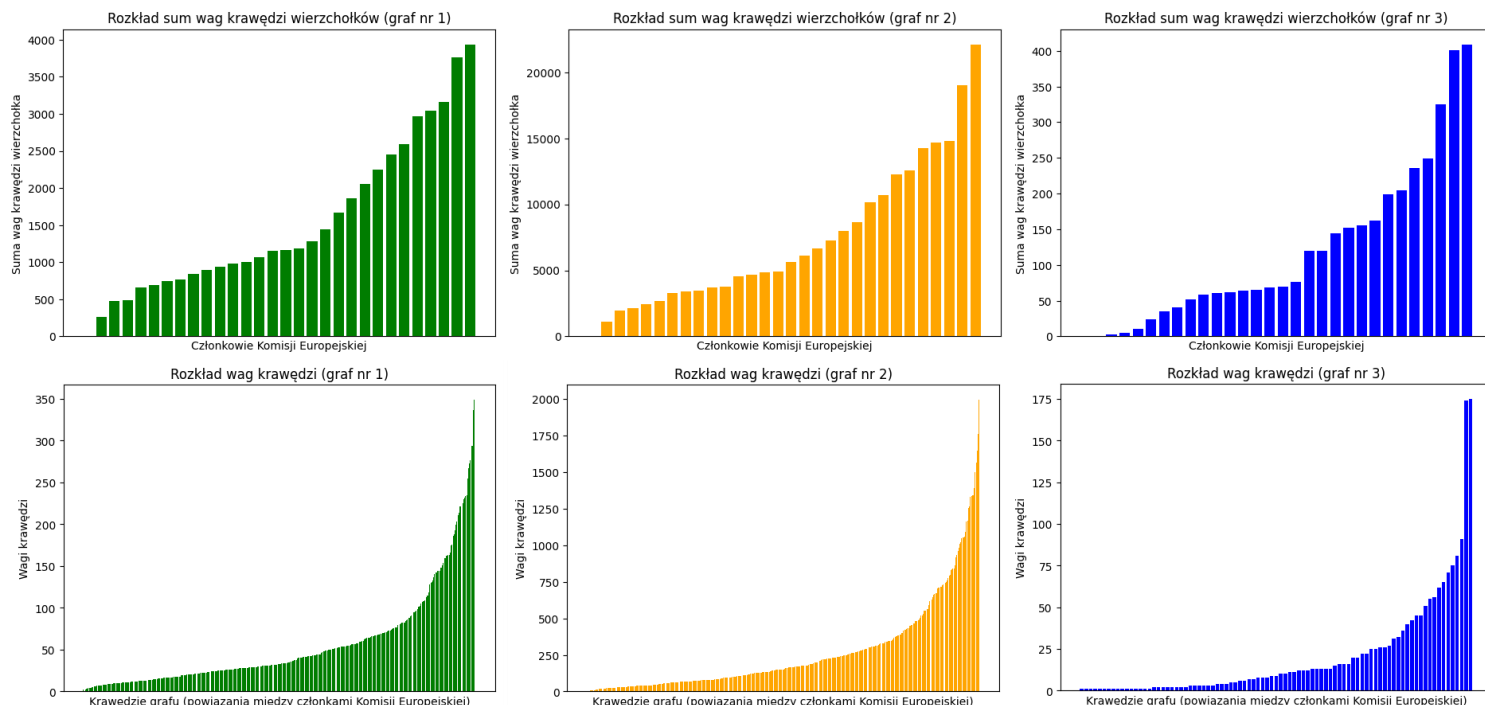 Rozkład sum wag krawędzi wierzchołków (graf nr 1)
Suma wag krawędzi wierzchołka
4000
3500
3000
2500
2000
1500
1000
500
0
Członkowie Komisji Europejskiej
Rozkład sum wag krawędzi wierzchołków (graf nr 2)
Suma wag krawędzi wierzchołka
20000
15000
10000
5000
0
Członkowie Komisji Europejskiej
Rozkład sum wag krawędzi wierzchołków (graf nr 3)
Suma wag krawędzi wierzchołka
400
350
300
250
200
150
100
50
0
Członkowie Komisji Europejskiej
Rozkład wag krawędzi (graf nr 1)
Wagi krawędzi
350
300
250
200
150
100
50
0
Krawędzie grafu (powiązania między członkami Komisji Europejskiej)
Rozkład wag krawędzi (graf nr 2)
Wagi krawędzi
2000
1750
1500
1250
1000
750
500
250
0
Krawędzie grafu (powiązania między członkami Komisji Europejskiej)
Rozkład wag krawędzi (graf nr 3)
Wagi krawędzi
175
150
125
100
75
50
25
0
Krawędzie grafu (powiązania między członkami Komisji Europejskiej)